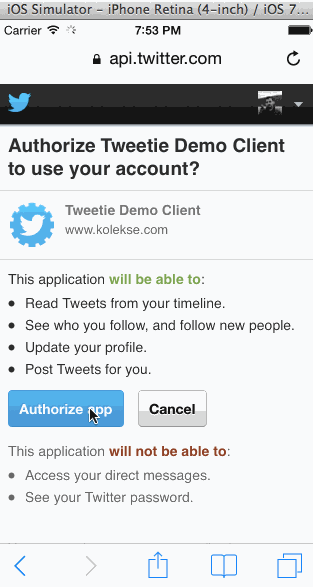 iOS Simulator – iPhone Retina (4-inch) / iOS 7....
Carrier 7:53 PM
api.twitter.com
Authorize Tweetie Demo Client
to use your account?
Tweetie Demo Client
www.kolekse.com
This application will be able to:
• Read Tweets from your timeline.
• See who you follow, and follow new people.
• Update your profile.
• Post Tweets for you.
Authorize app
Cancel
This application will not be able to:
• Access your direct messages.
• See your Twitter password.